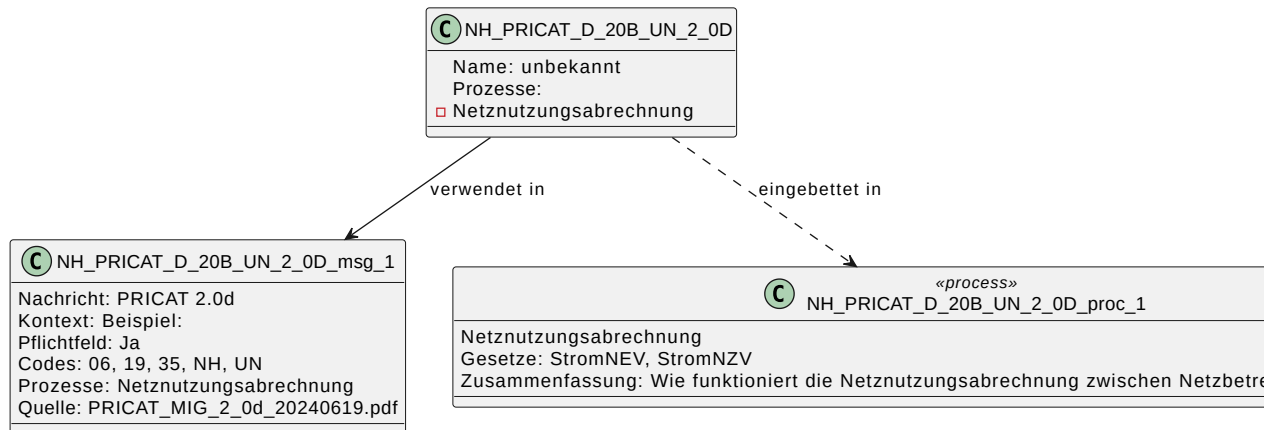 C NH_PRICAT_D_20B_UN_2_0D
Name: unbekannt
Prozesse:
Netznutzungsabrechnung
verwendet in
eingebettet in
C NH_PRICAT_D_20B_UN_2_0D_msg_1
Nachricht: PRICAT 2.0d
Kontext: Beispiel:
Pflichtfeld: Ja
Codes: 06, 19, 35, NH, UN
Prozesse: Netznutzungsabrechnung
Quelle: PRICAT_MIG_2_0d_20240619.pdf
«process»
C NH_PRICAT_D_20B_UN_2_0D_proc_1
Netznutzungsabrechnung
Gesetze: StromNEV, StromNZV
Zusammenfassung: Wie funktioniert die Netznutzungsabrechnung zwischen